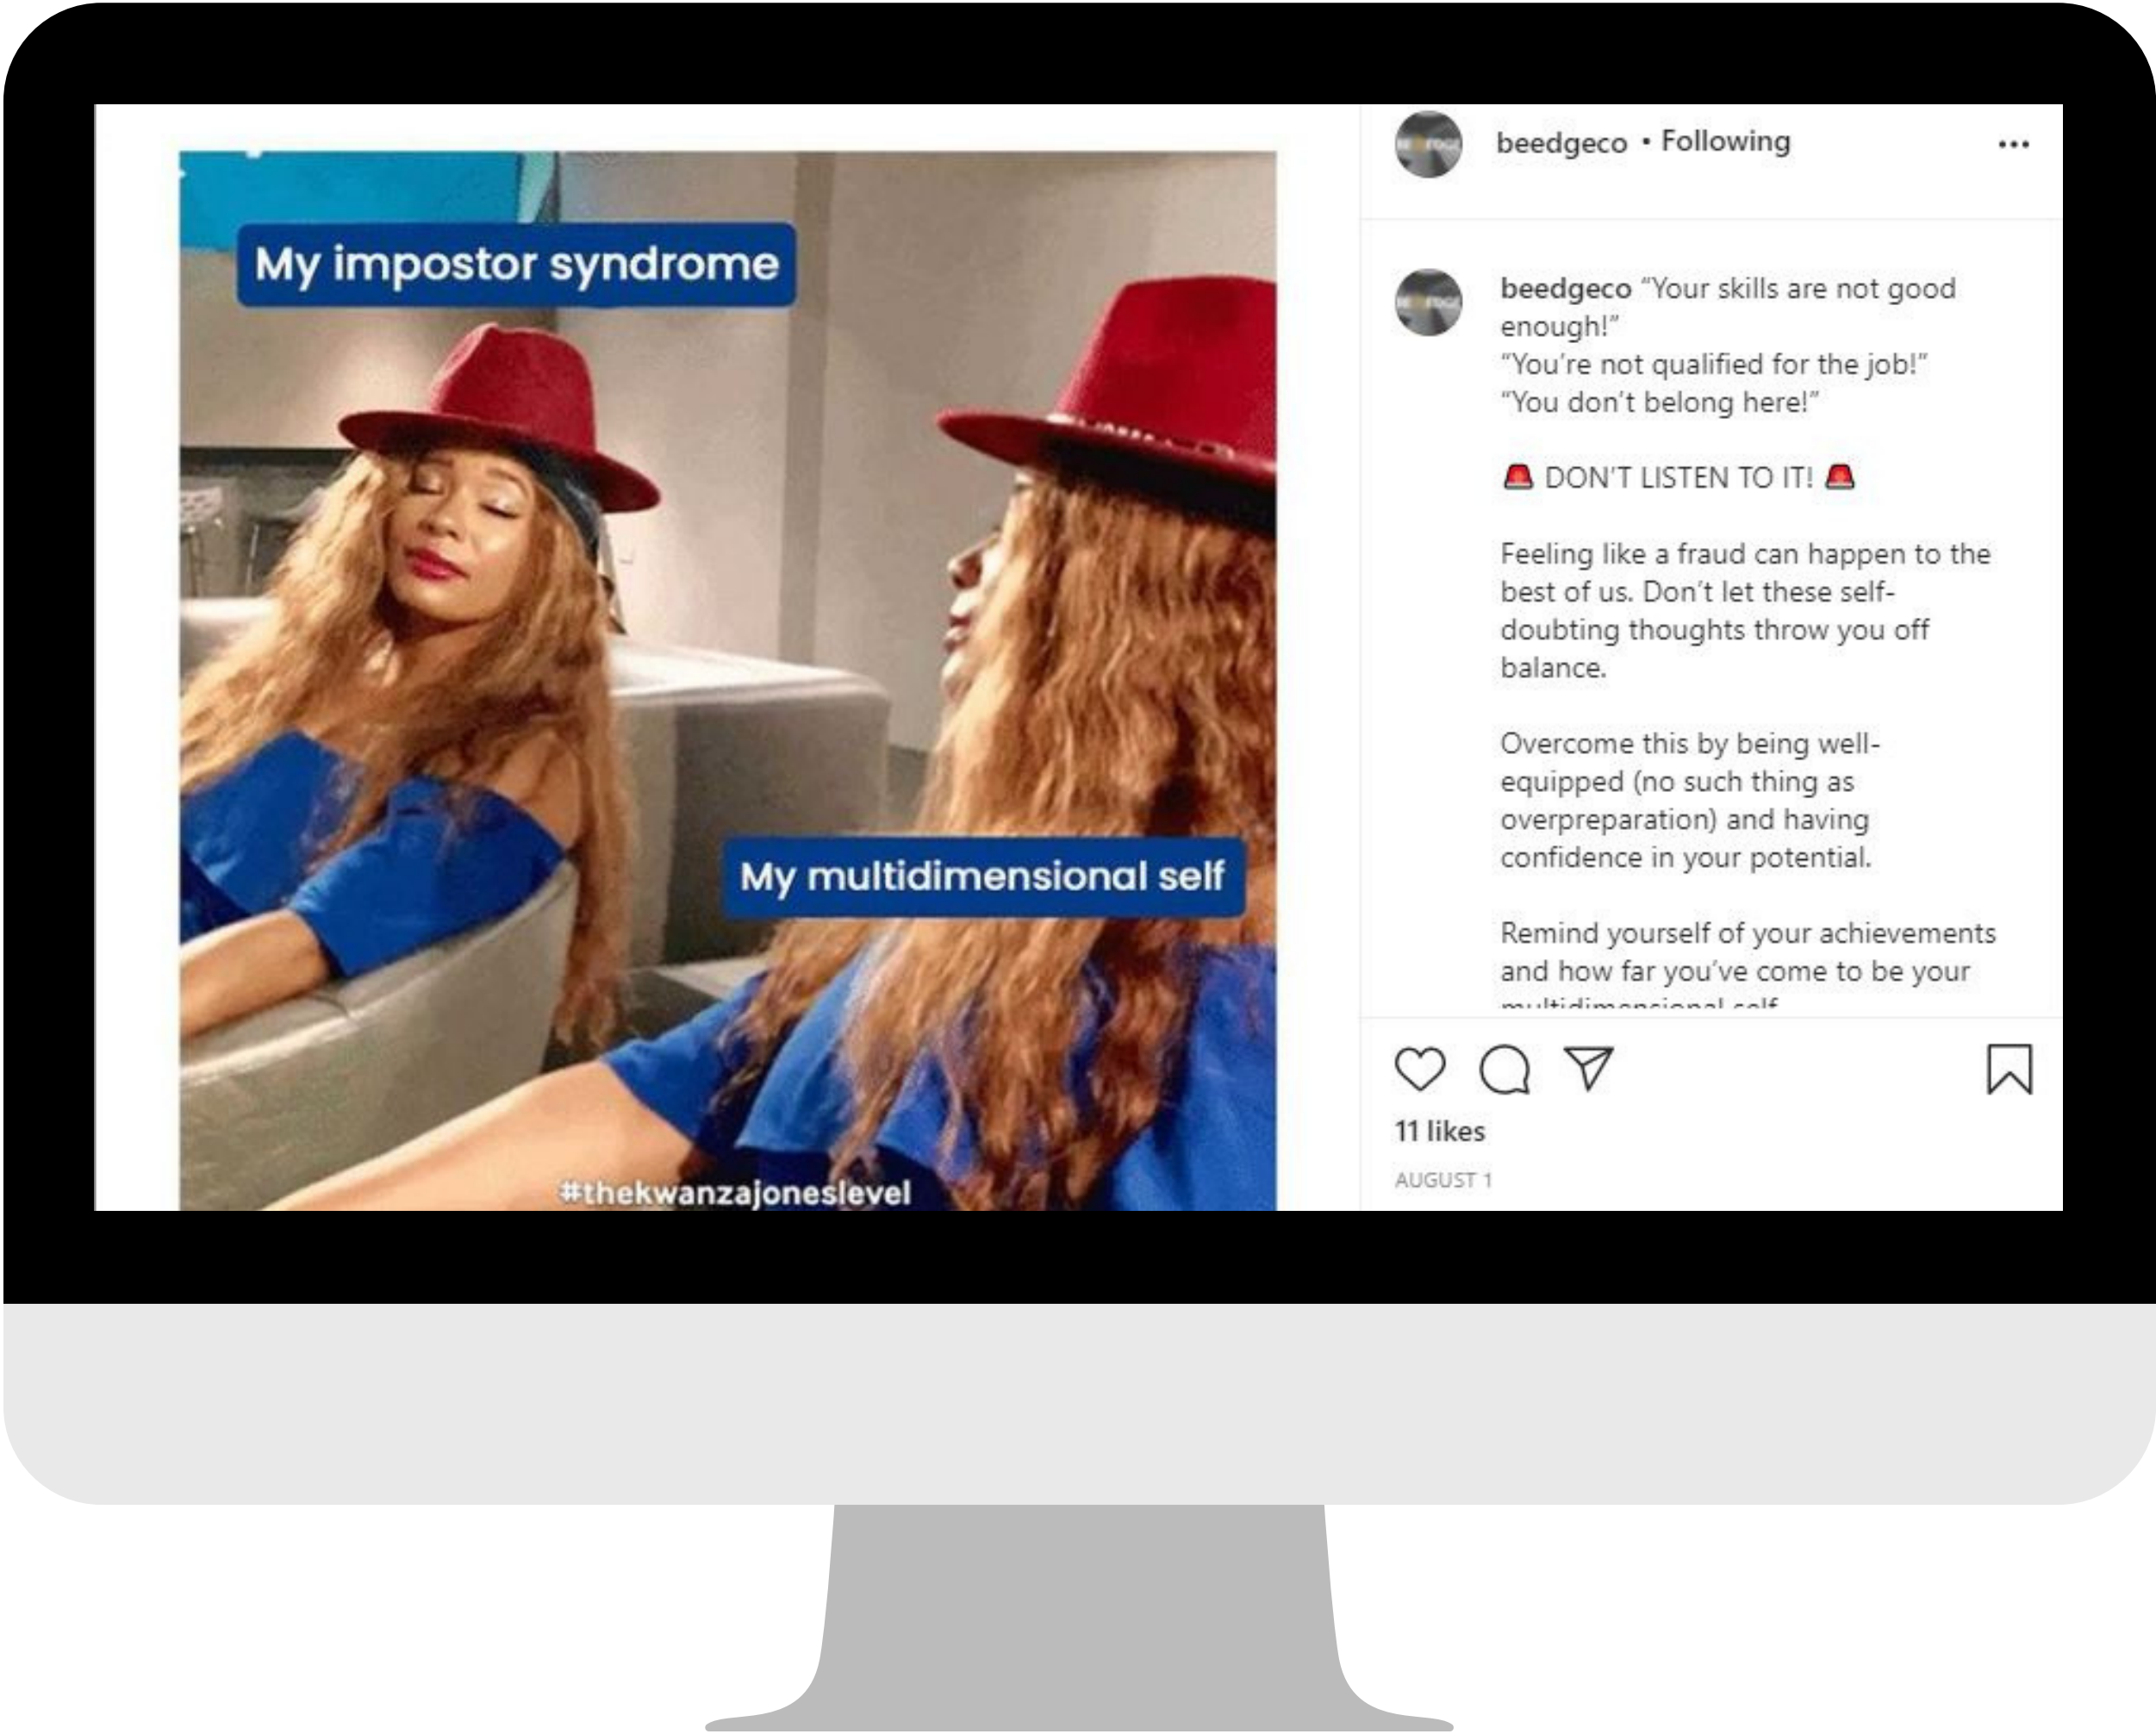 My impostor syndrome
My multidimensional self
#thekwanzajoneslevel
beedgeco • Following
beedgeco “Your skills are not good
enough!”
“You’re not qualified for the job!”
“You don’t belong here!”
🚨 DON’T LISTEN TO IT! 🚨
Feeling like a fraud can happen to the
best of us. Don’t let these self-
doubting thoughts throw you off
balance.
Overcome this by being well-
equipped (no such thing as
overpreparation) and having
confidence in your potential.
Remind yourself of your achievements
and how far you’ve come to be your
multidimensional self
11 likes
AUGUST 1